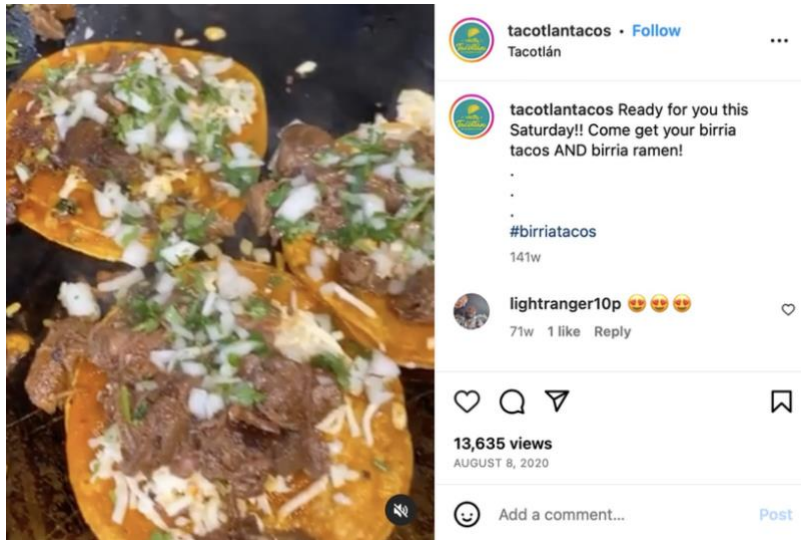 tacotlantacos • Follow
Tacotlán
tacotlantacos Ready for you this
Saturday!! Come get your birria
tacos AND birria ramen!
.
.
.
#birriatacos
141w
lightranger10p 😍😍😍
71w 1 like Reply
13,635 views
AUGUST 8, 2020
Add a comment...
Post